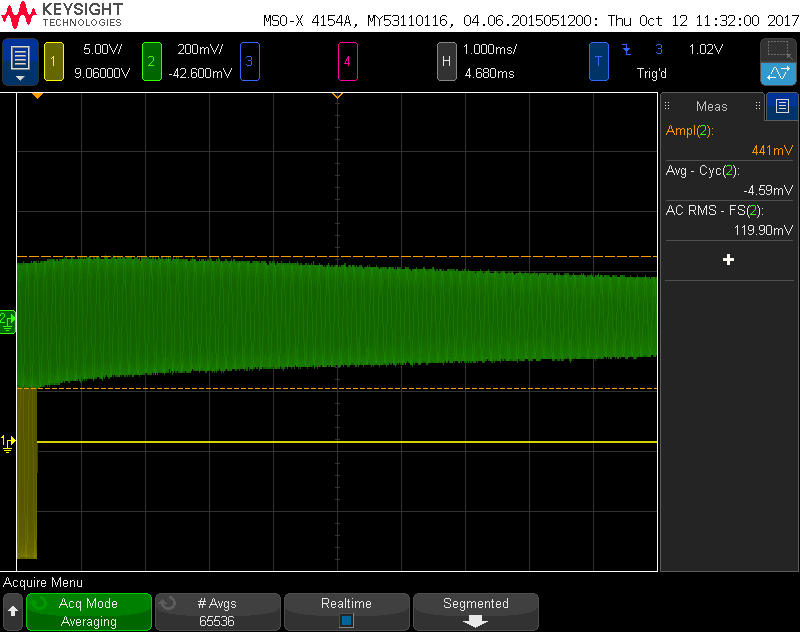 KEYSIGHT
TECHNOLOGIES
MSO-X 4154A, MY53110116, 04.06.2015051200: Thu Oct 12 11:32:00 2017
1 5.00V/ 2 200mV/ 3 4 H 1.000ms/ T 3 1.02V
9.06000V -42.600mV 4.680ms Trig'd
Meas
Ampl(2):
441mV
Avg - Cyc(2):
-4.59mV
AC RMS - FS(2):
119.90mV
2
1
Acquire Menu
Acq Mode # Avgs Realtime Segmented
Averaging 65536